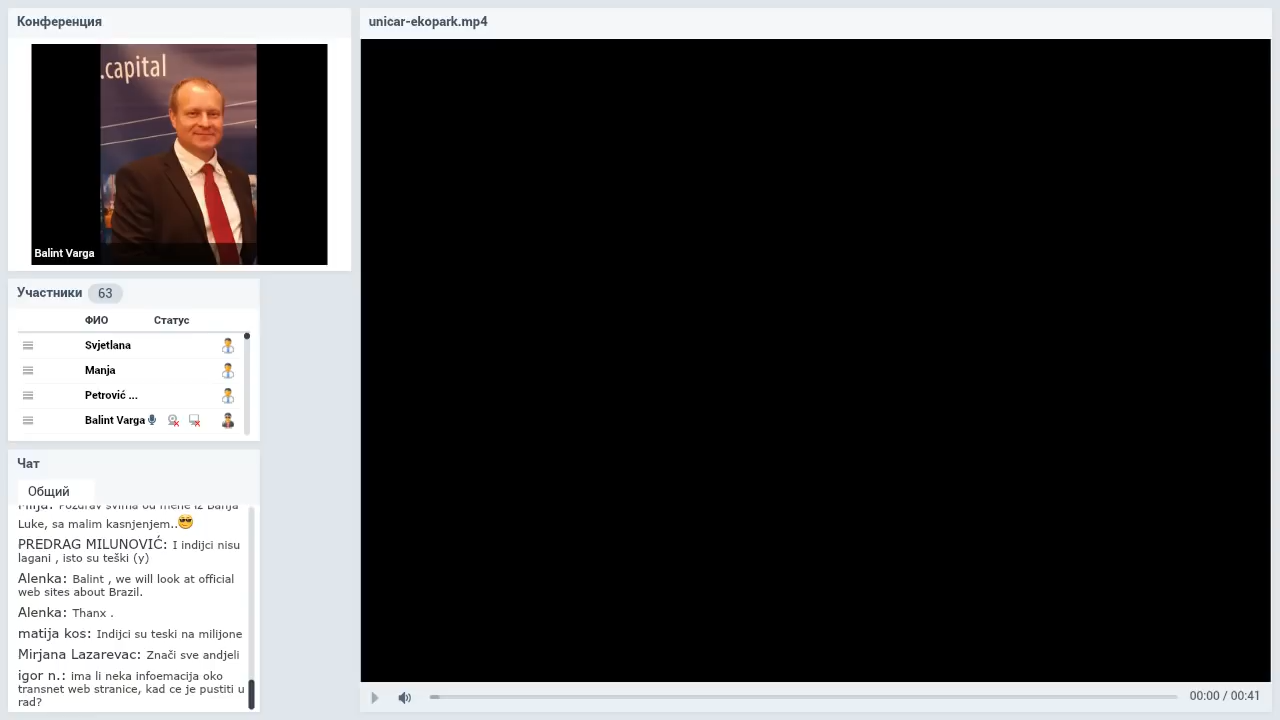 Конференция
.capital
Balint Varga
Участники 63
ФИО Статус
Svjetlana
Manja
Petrović ...
Balint Varga
Чат
Общий
Mirja: Pozdrav svima od mene iz Banja
Luke, sa malim kasnjenjem..
PREDRAG MILUNOVIĆ: I indijci nisu
lagani , isto su teški (y)
Alenka: Balint , we will look at official
web sites about Brazil.
Alenka: Thanx .
matija kos: Indijci su teski na milijone
Mirjana Lazarevac: Znači sve andjeli
igor n.: ima li neka infoemacija oko
transnet web stranice, kad ce je pustiti u
rad?
unicar-ekopark.mp4
00:00 / 00:41